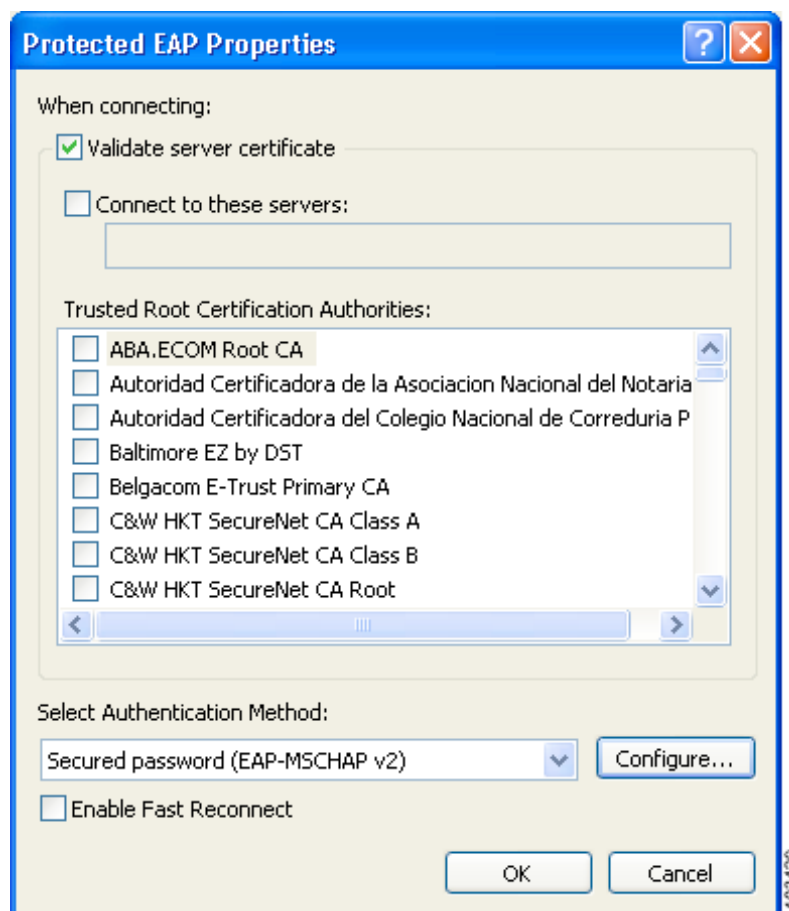 Protected EAP Properties
When connecting:
Validate server certificate
Connect to these servers:
Trusted Root Certification Authorities:
ABA.ECOM Root CA
Autoridad Certificadora de la Asociacion Nacional del Notaria
Autoridad Certificadora del Colegio Nacional de Correduria P
Baltimore EZ by DST
Belgacom E-Trust Primary CA
C&W HKT SecureNet CA Class A
C&W HKT SecureNet CA Class B
C&W HKT SecureNet CA Root
Select Authentication Method:
Secured password (EAP-MSCHAP v2)
Configure...
Enable Fast Reconnect
OK
Cancel